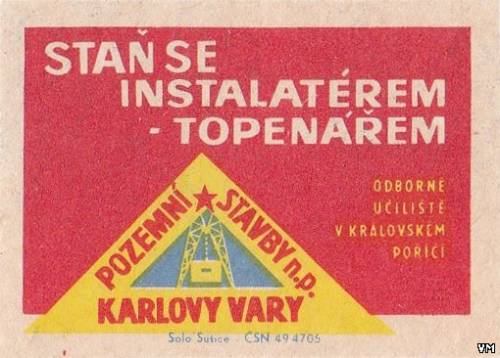 STAŇ SE
INSTALATÉREM
- TOPENÁŘEM
ODBORNÉ
UČILIŠTĚ
V KRÁLOVSKÉM
POŘÍČÍ
POZEMNÍ ★ STAVBY n.p.
KARLOVY VARY
Solo Sušice - ČSN 49 4705
VM